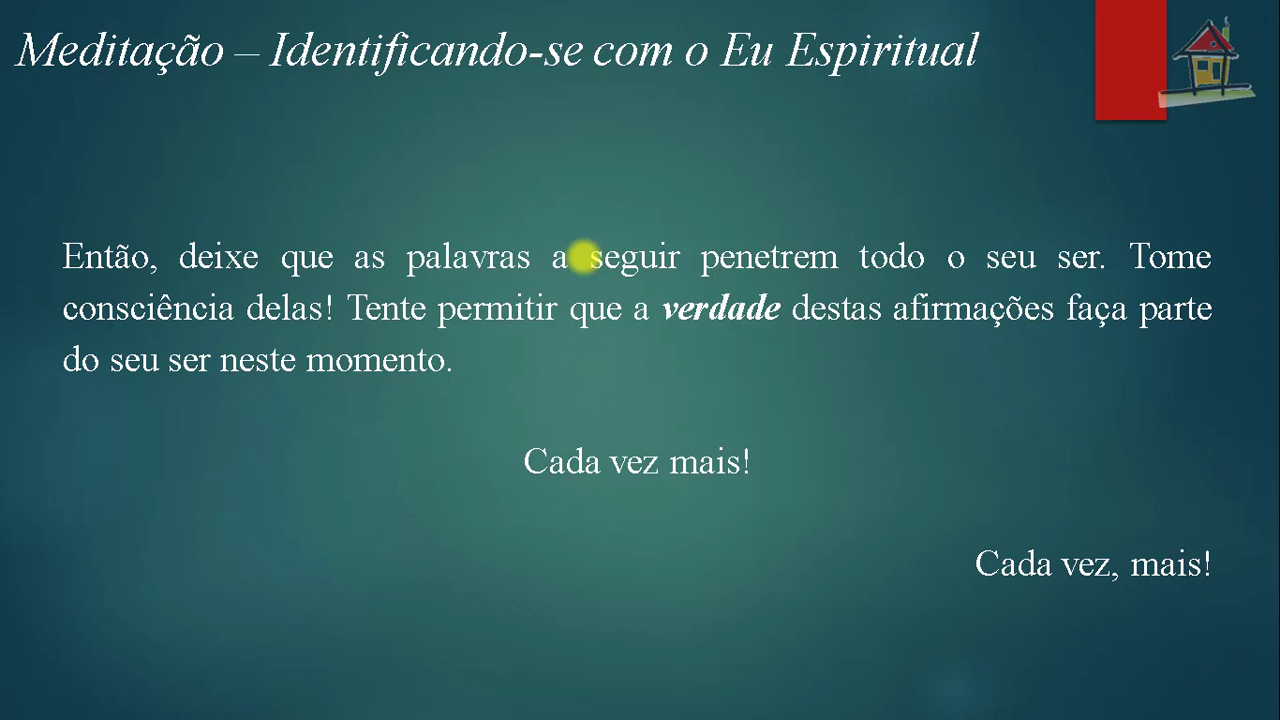 Meditação – Identificando-se com o Eu Espiritual
Então, deixe que as palavras a seguir penetrem todo o seu ser. Tome
consciência delas! Tente permitir que a verdade destas afirmações faça parte
do seu ser neste momento.
Cada vez mais!
Cada vez, mais!